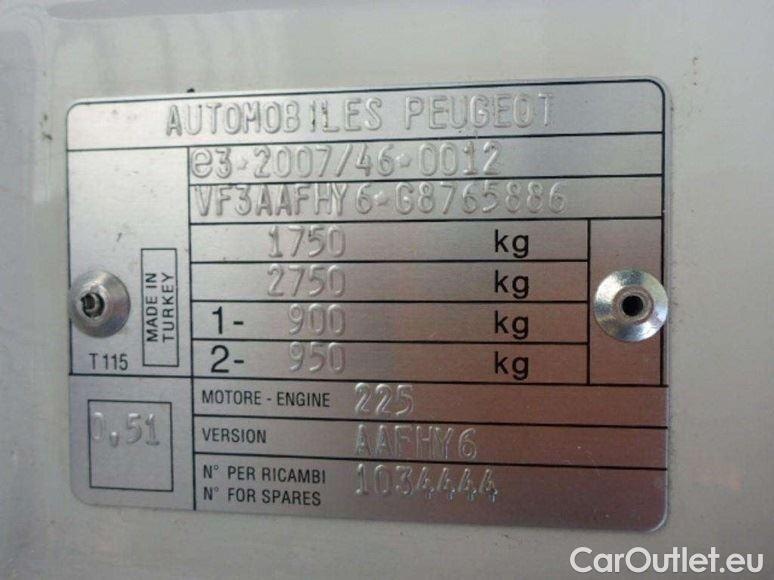 AUTOMOBILES PEUGEOT
e3*2007/46*0012
VF3AAFHY6*G8765886
1750 kg
2750 kg
1- 900 kg
2- 950 kg
MADE IN
TURKEY
T115
0,51
MOTORE - ENGINE 225
VERSION AAFHY6
N° PER RICAMBI
N° FOR SPARES 1034444
CarOutlet.eu